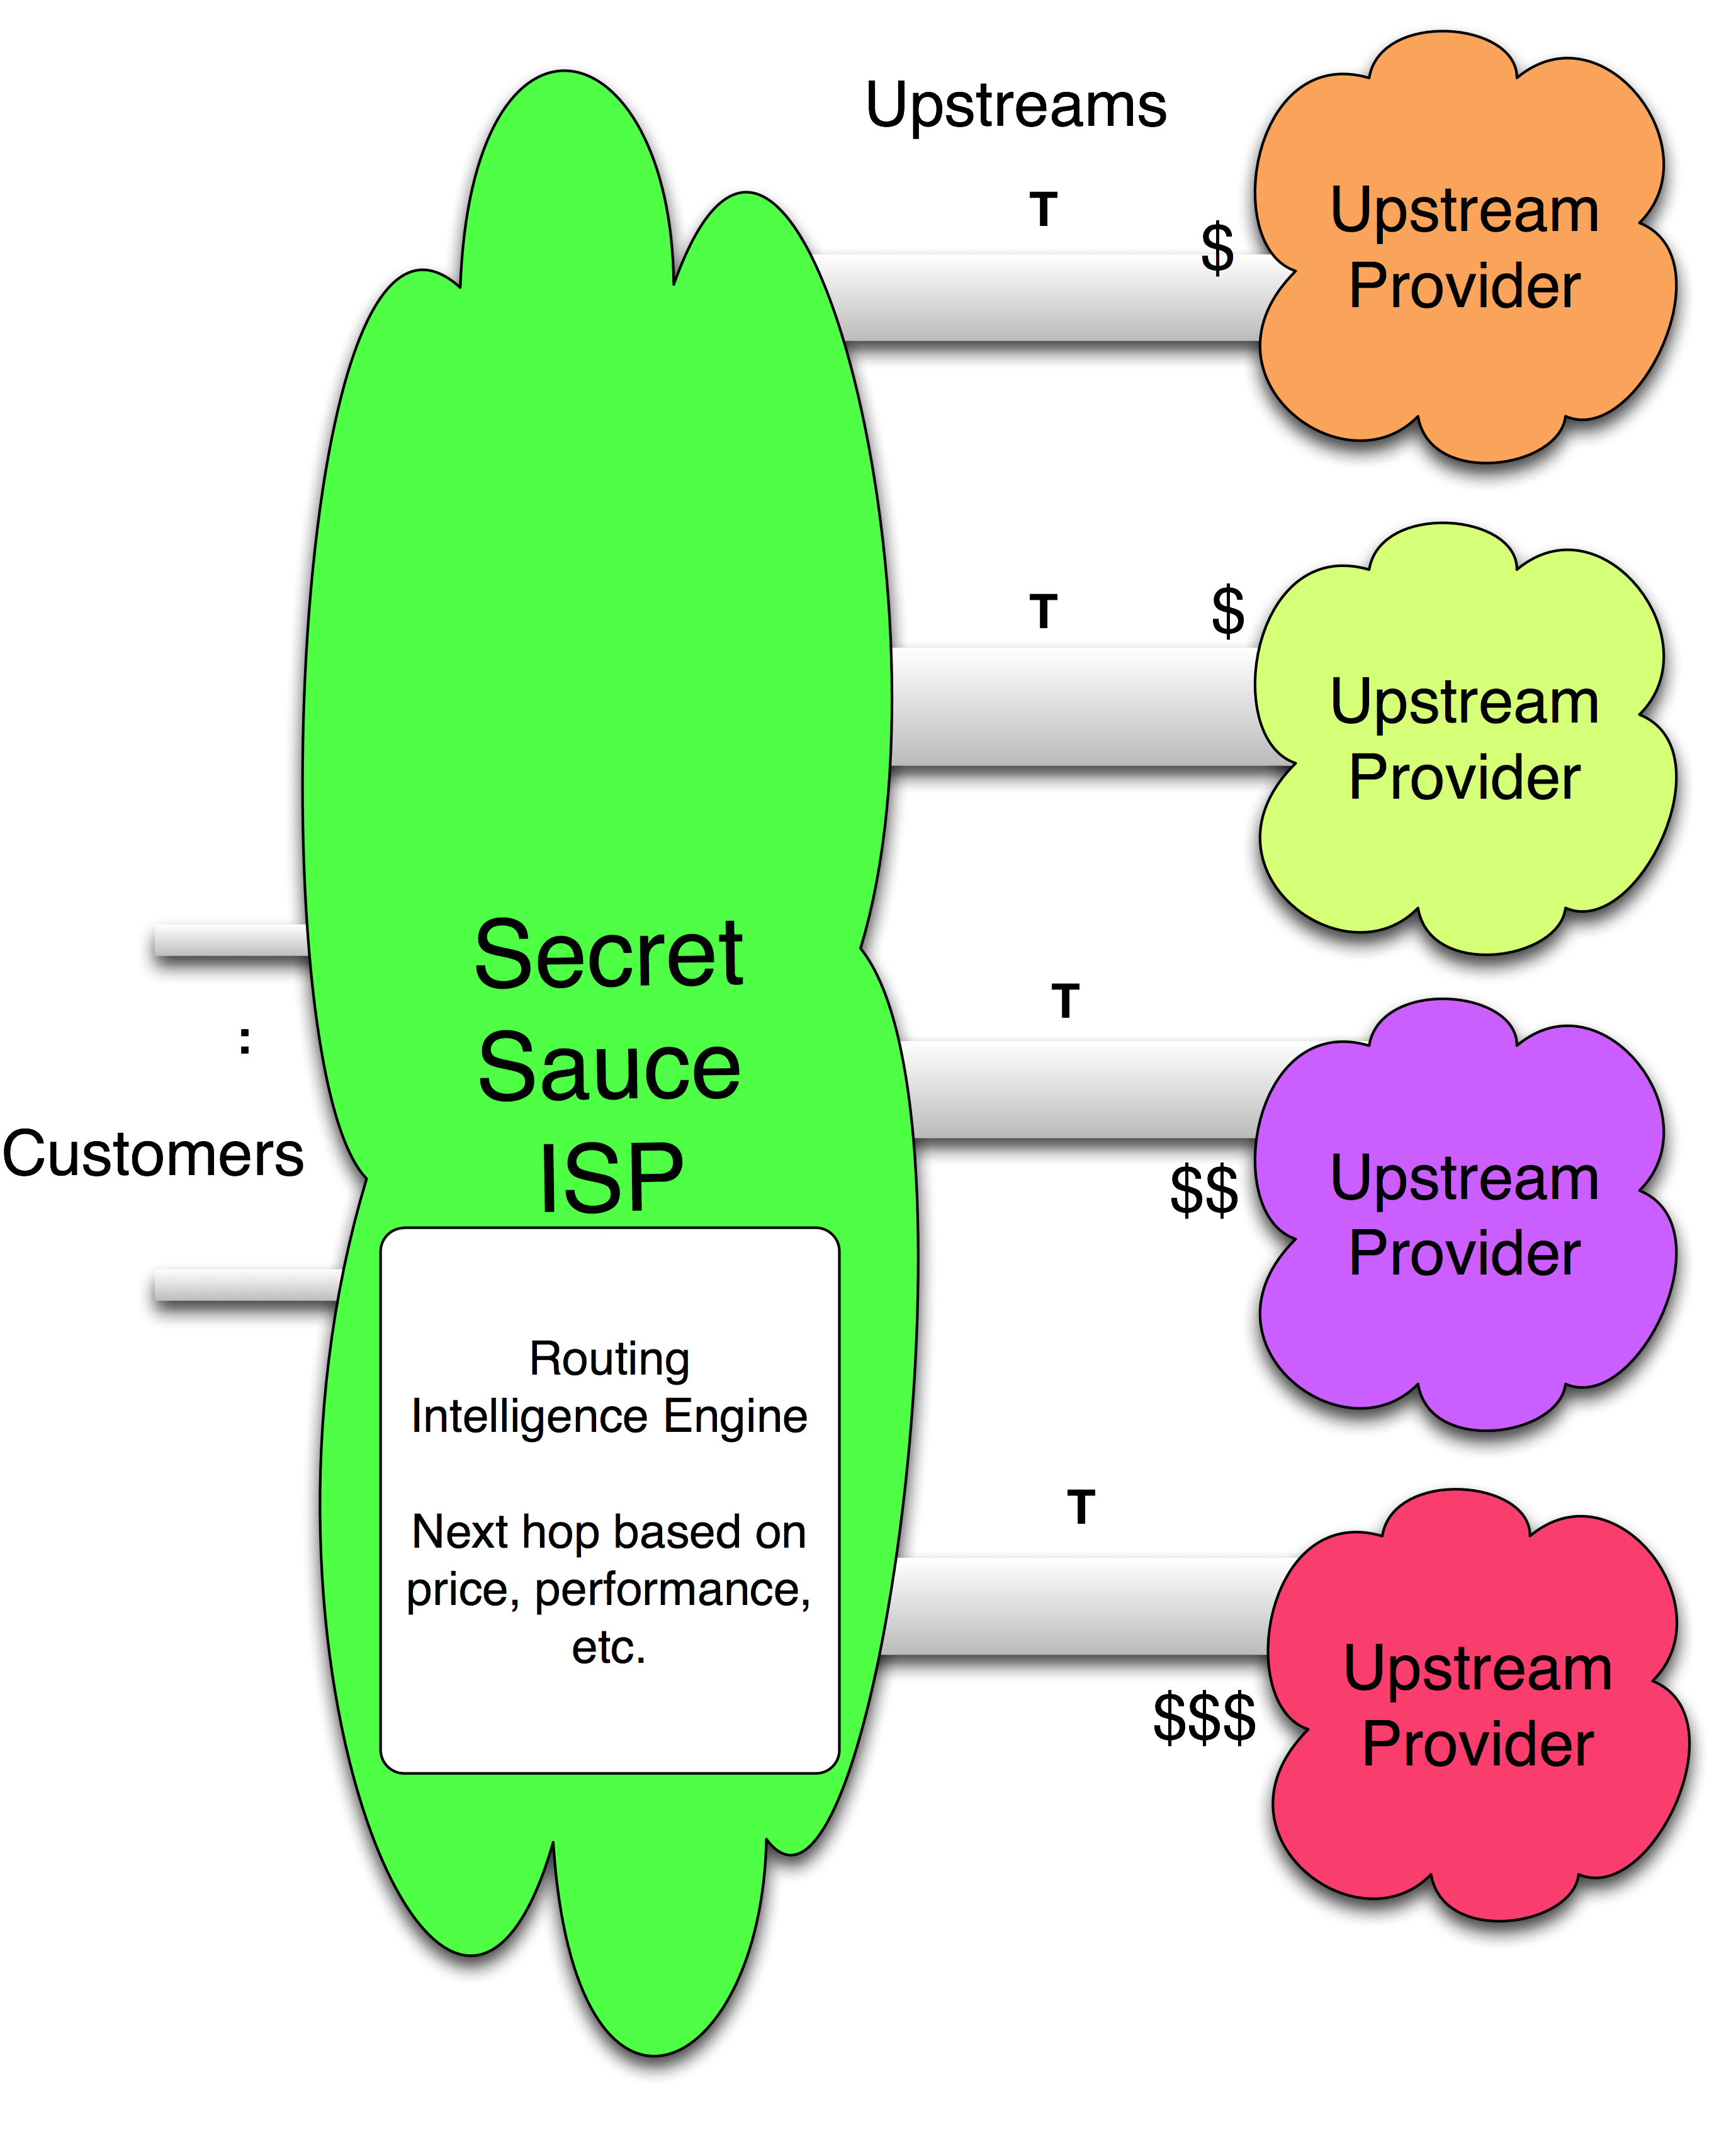 Upstreams
T
$
Upstream
Provider
T
$
Upstream
Provider
Secret
Sauce
ISP
:
Customers
T
$$
Upstream
Provider
Routing
Intelligence Engine
Next hop based on
price, performance,
etc.
T
$$$
Upstream
Provider